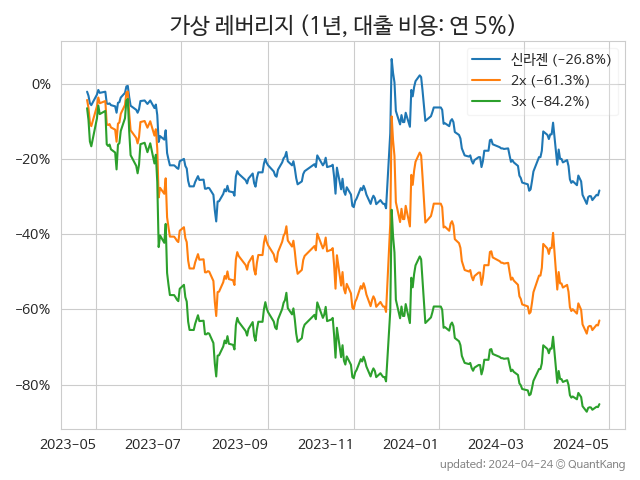 가상 레버리지 (1년, 대출 비용: 연 5%)
신라젠 (−26.8%)
2x (−61.3%)
3x (−84.2%)
0%
−20%
−40%
−60%
−80%
2023−05 2023−07 2023−09 2023−11 2024−01 2024−03 2024−05
updated: 2024−04−24 © QuantKang